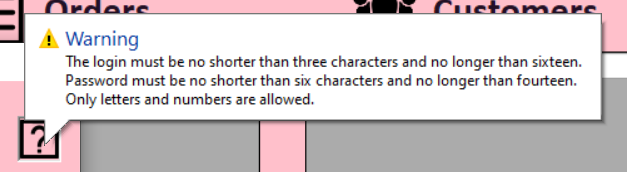 Orders
Customers
Warning
The login must be no shorter than three characters and no longer than sixteen.
Password must be no shorter than six characters and no longer than fourteen.
Only letters and numbers are allowed.
?